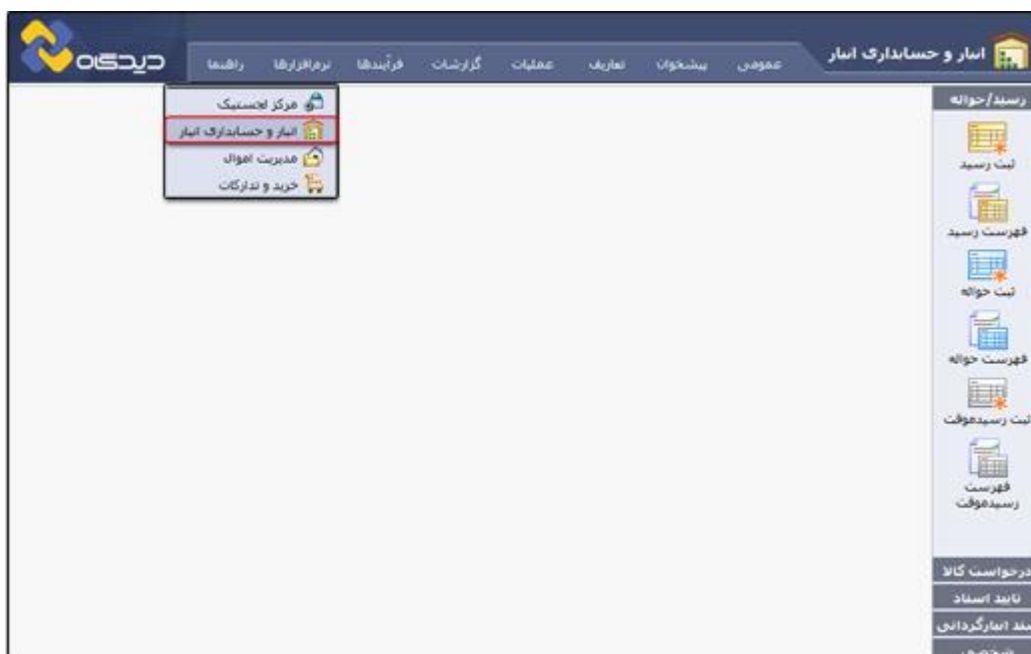 انبار و حسابداری انبار
عمومی پیشخوان تعاریف عملیات گزارشات فرآیندها نرم‌افزارها راهنما
دیدگاه
مرکز لجستیک
انبار و حسابداری انبار
مدیریت اموال
خرید و تدارکات
رسید/حواله
ثبت رسید
فهرست رسید
ثبت حواله
فهرست حواله
ثبت رسیدموقت
فهرست
رسیدموقت
درخواست کالا
تایید اسناد
سند انبارگردانی